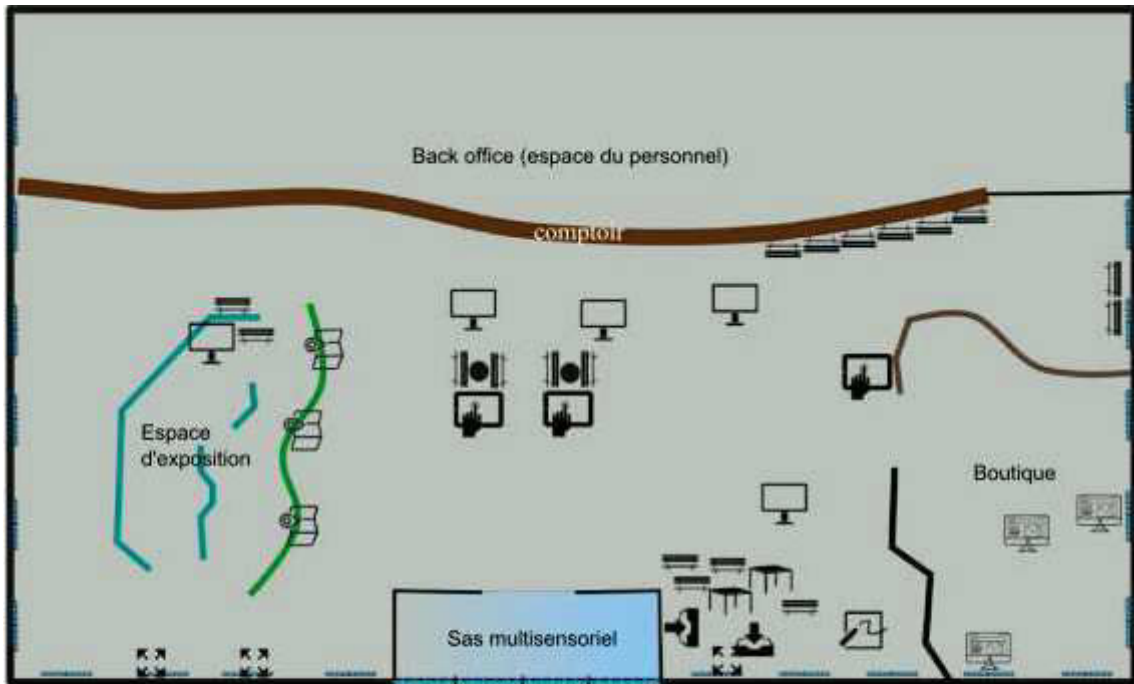 Back office (espace du personnel)
comptoir
Espace
d'exposition
Boutique
Sas multisensoriel